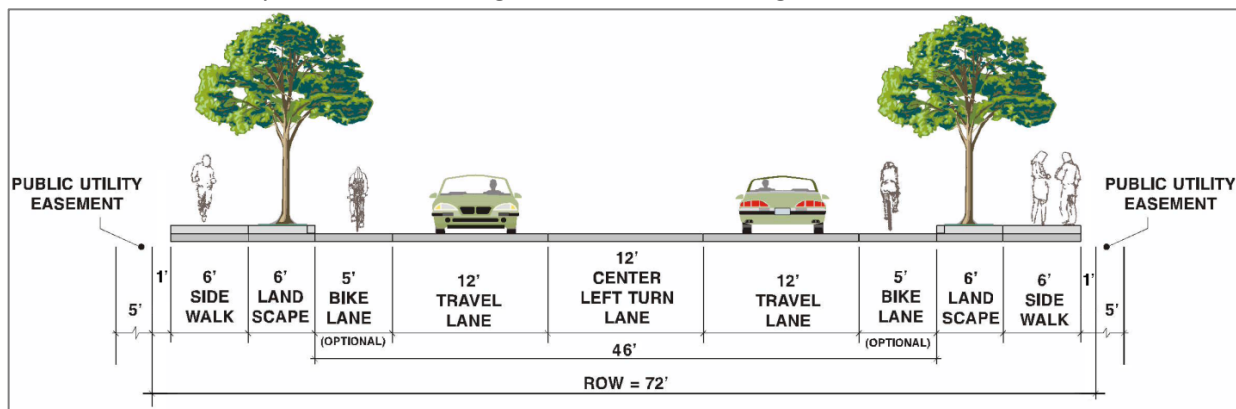 PUBLIC UTILITY
EASEMENT
PUBLIC UTILITY
EASEMENT
5'
1'
6'
SIDE
WALK
6'
LAND
SCAPE
5'
BIKE
LANE
(OPTIONAL)
12'
TRAVEL
LANE
12'
CENTER
LEFT TURN
LANE
12'
TRAVEL
LANE
5'
BIKE
LANE
(OPTIONAL)
6'
LAND
SCAPE
6'
SIDE
WALK
1'
5'
46'
ROW = 72'